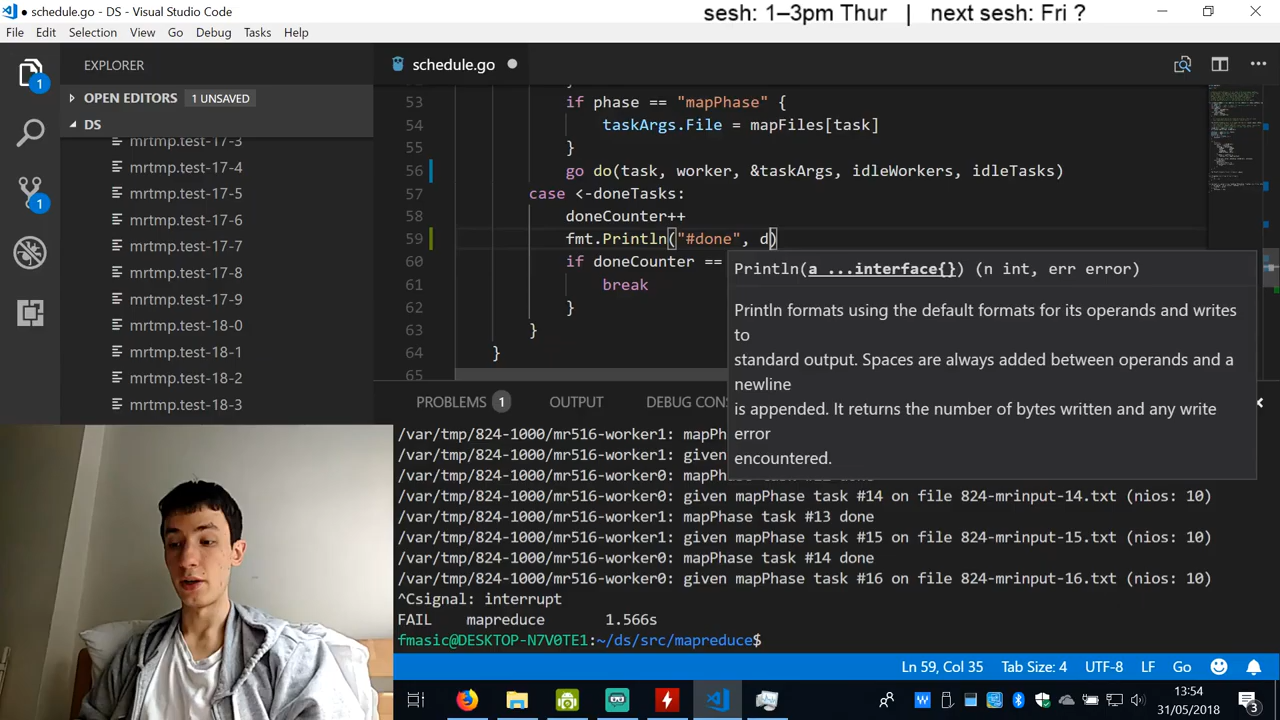 schedule.go - DS - Visual Studio Code
sesh: 1–3pm Thur | next sesh: Fri ?
File Edit Selection View Go Debug Tasks Help
EXPLORER
OPEN EDITORS 1 UNSAVED
DS
mrtmp.test-17-3
mrtmp.test-17-4
mrtmp.test-17-5
mrtmp.test-17-6
mrtmp.test-17-7
mrtmp.test-17-8
mrtmp.test-17-9
mrtmp.test-18-0
mrtmp.test-18-1
mrtmp.test-18-2
mrtmp.test-18-3
1
1
schedule.go
53 if phase == "mapPhase" {
54 taskArgs.File = mapFiles[task]
55 }
56 go do(task, worker, &taskArgs, idleWorkers, idleTasks)
57 case <-doneTasks:
58 doneCounter++
59 fmt.Println("#done", d)
60 if doneCounter ==
61 break
62 }
63 }
64 }
65
Println(a ...interface{}) (n int, err error)
Println formats using the default formats for its operands and writes
to
standard output. Spaces are always added between operands and a
newline
is appended. It returns the number of bytes written and any write
error
encountered.
PROBLEMS 1 OUTPUT DEBUG CON
/var/tmp/824-1000/mr516-worker1: mapPh
/var/tmp/824-1000/mr516-worker1: given
/var/tmp/824-1000/mr516-worker0: mapPhase task #12 done
/var/tmp/824-1000/mr516-worker0: given mapPhase task #14 on file 824-mrinput-14.txt (nios: 10)
/var/tmp/824-1000/mr516-worker1: mapPhase task #13 done
/var/tmp/824-1000/mr516-worker1: given mapPhase task #15 on file 824-mrinput-15.txt (nios: 10)
/var/tmp/824-1000/mr516-worker0: mapPhase task #14 done
/var/tmp/824-1000/mr516-worker0: given mapPhase task #16 on file 824-mrinput-16.txt (nios: 10)
^Csignal: interrupt
FAIL mapreduce 1.566s
fmasic@DESKTOP-N7V0TE1:~/ds/src/mapreduce$
Ln 59, Col 35 Tab Size: 4 UTF-8 LF Go
13:54
31/05/2018
3